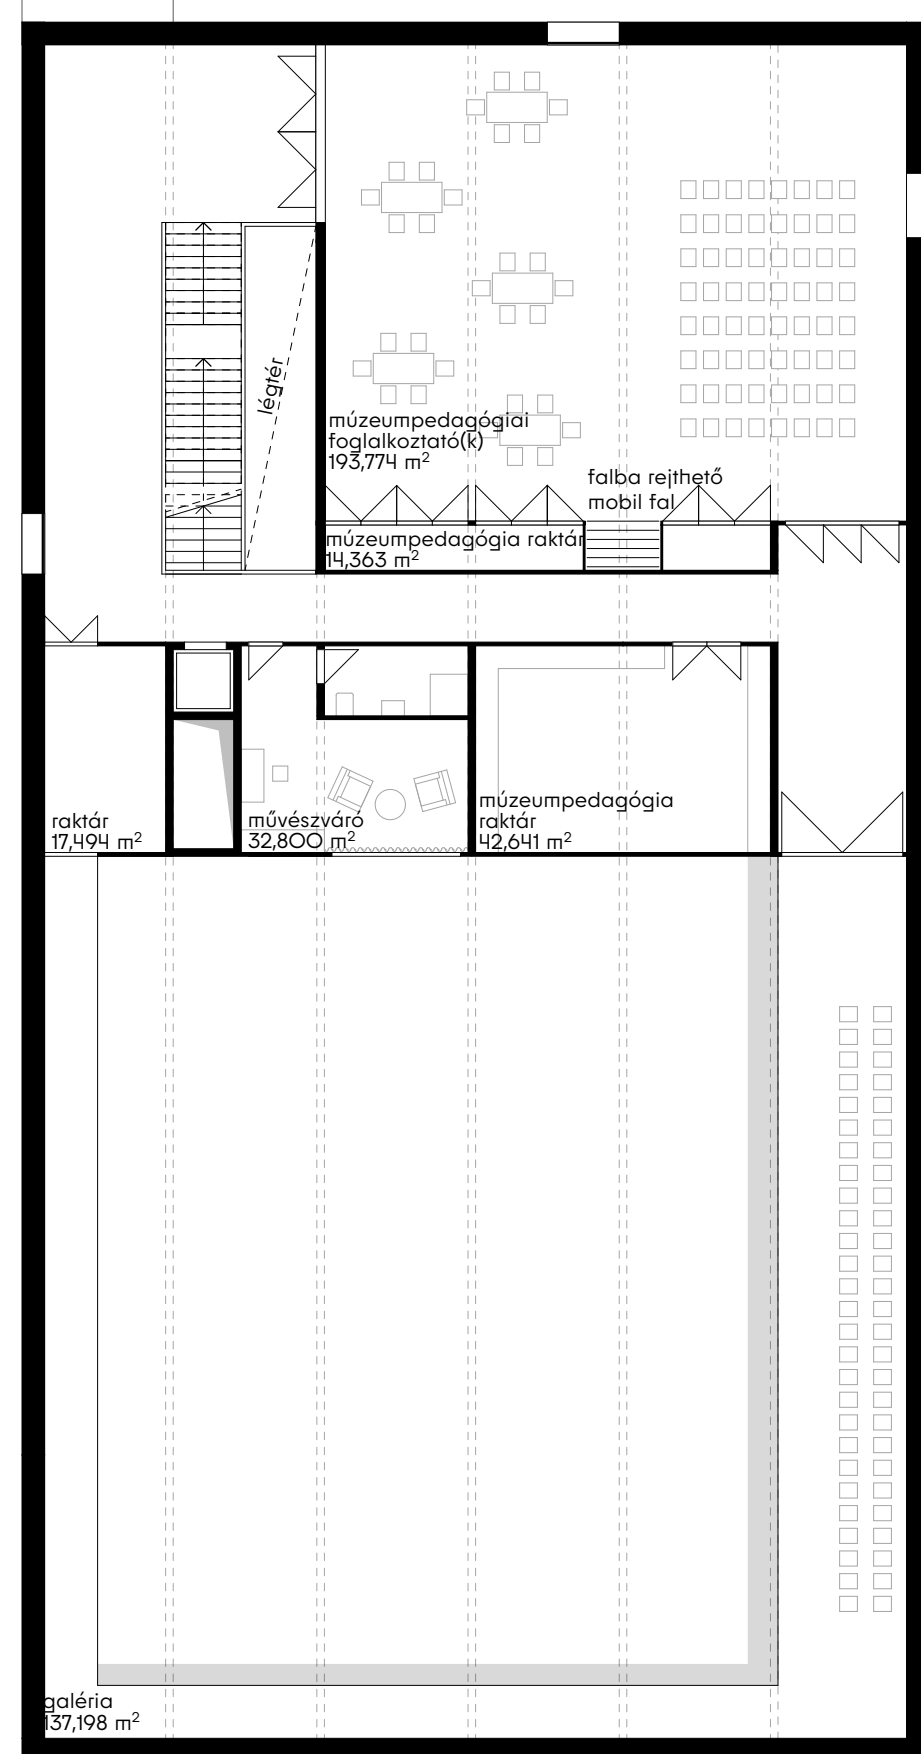 légtér
múzeumpedagógiai
foglalkoztató(k)
193,774 m²
falba rejthető
mobil fal
múzeumpedagógia raktár
14,363 m²
raktár
17,494 m²
művészváró
32,800 m²
múzeumpedagógia
raktár
42,641 m²
galéria
137,198 m²